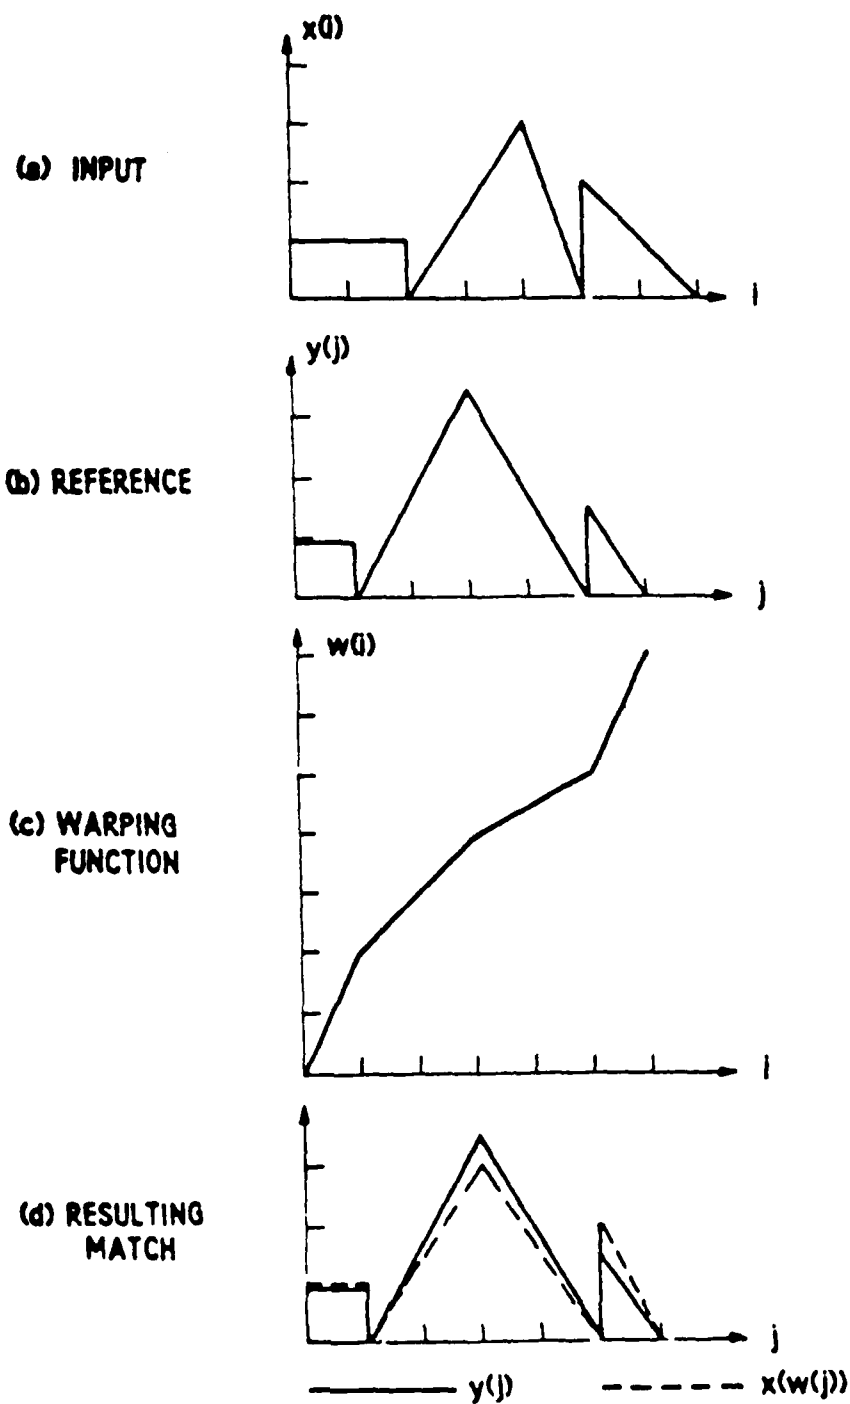 x(i)
(a) INPUT
i
y(j)
(b) REFERENCE
j
w(i)
(c) WARPING
FUNCTION
i
(d) RESULTING
MATCH
j
y(j)
x(w(j))